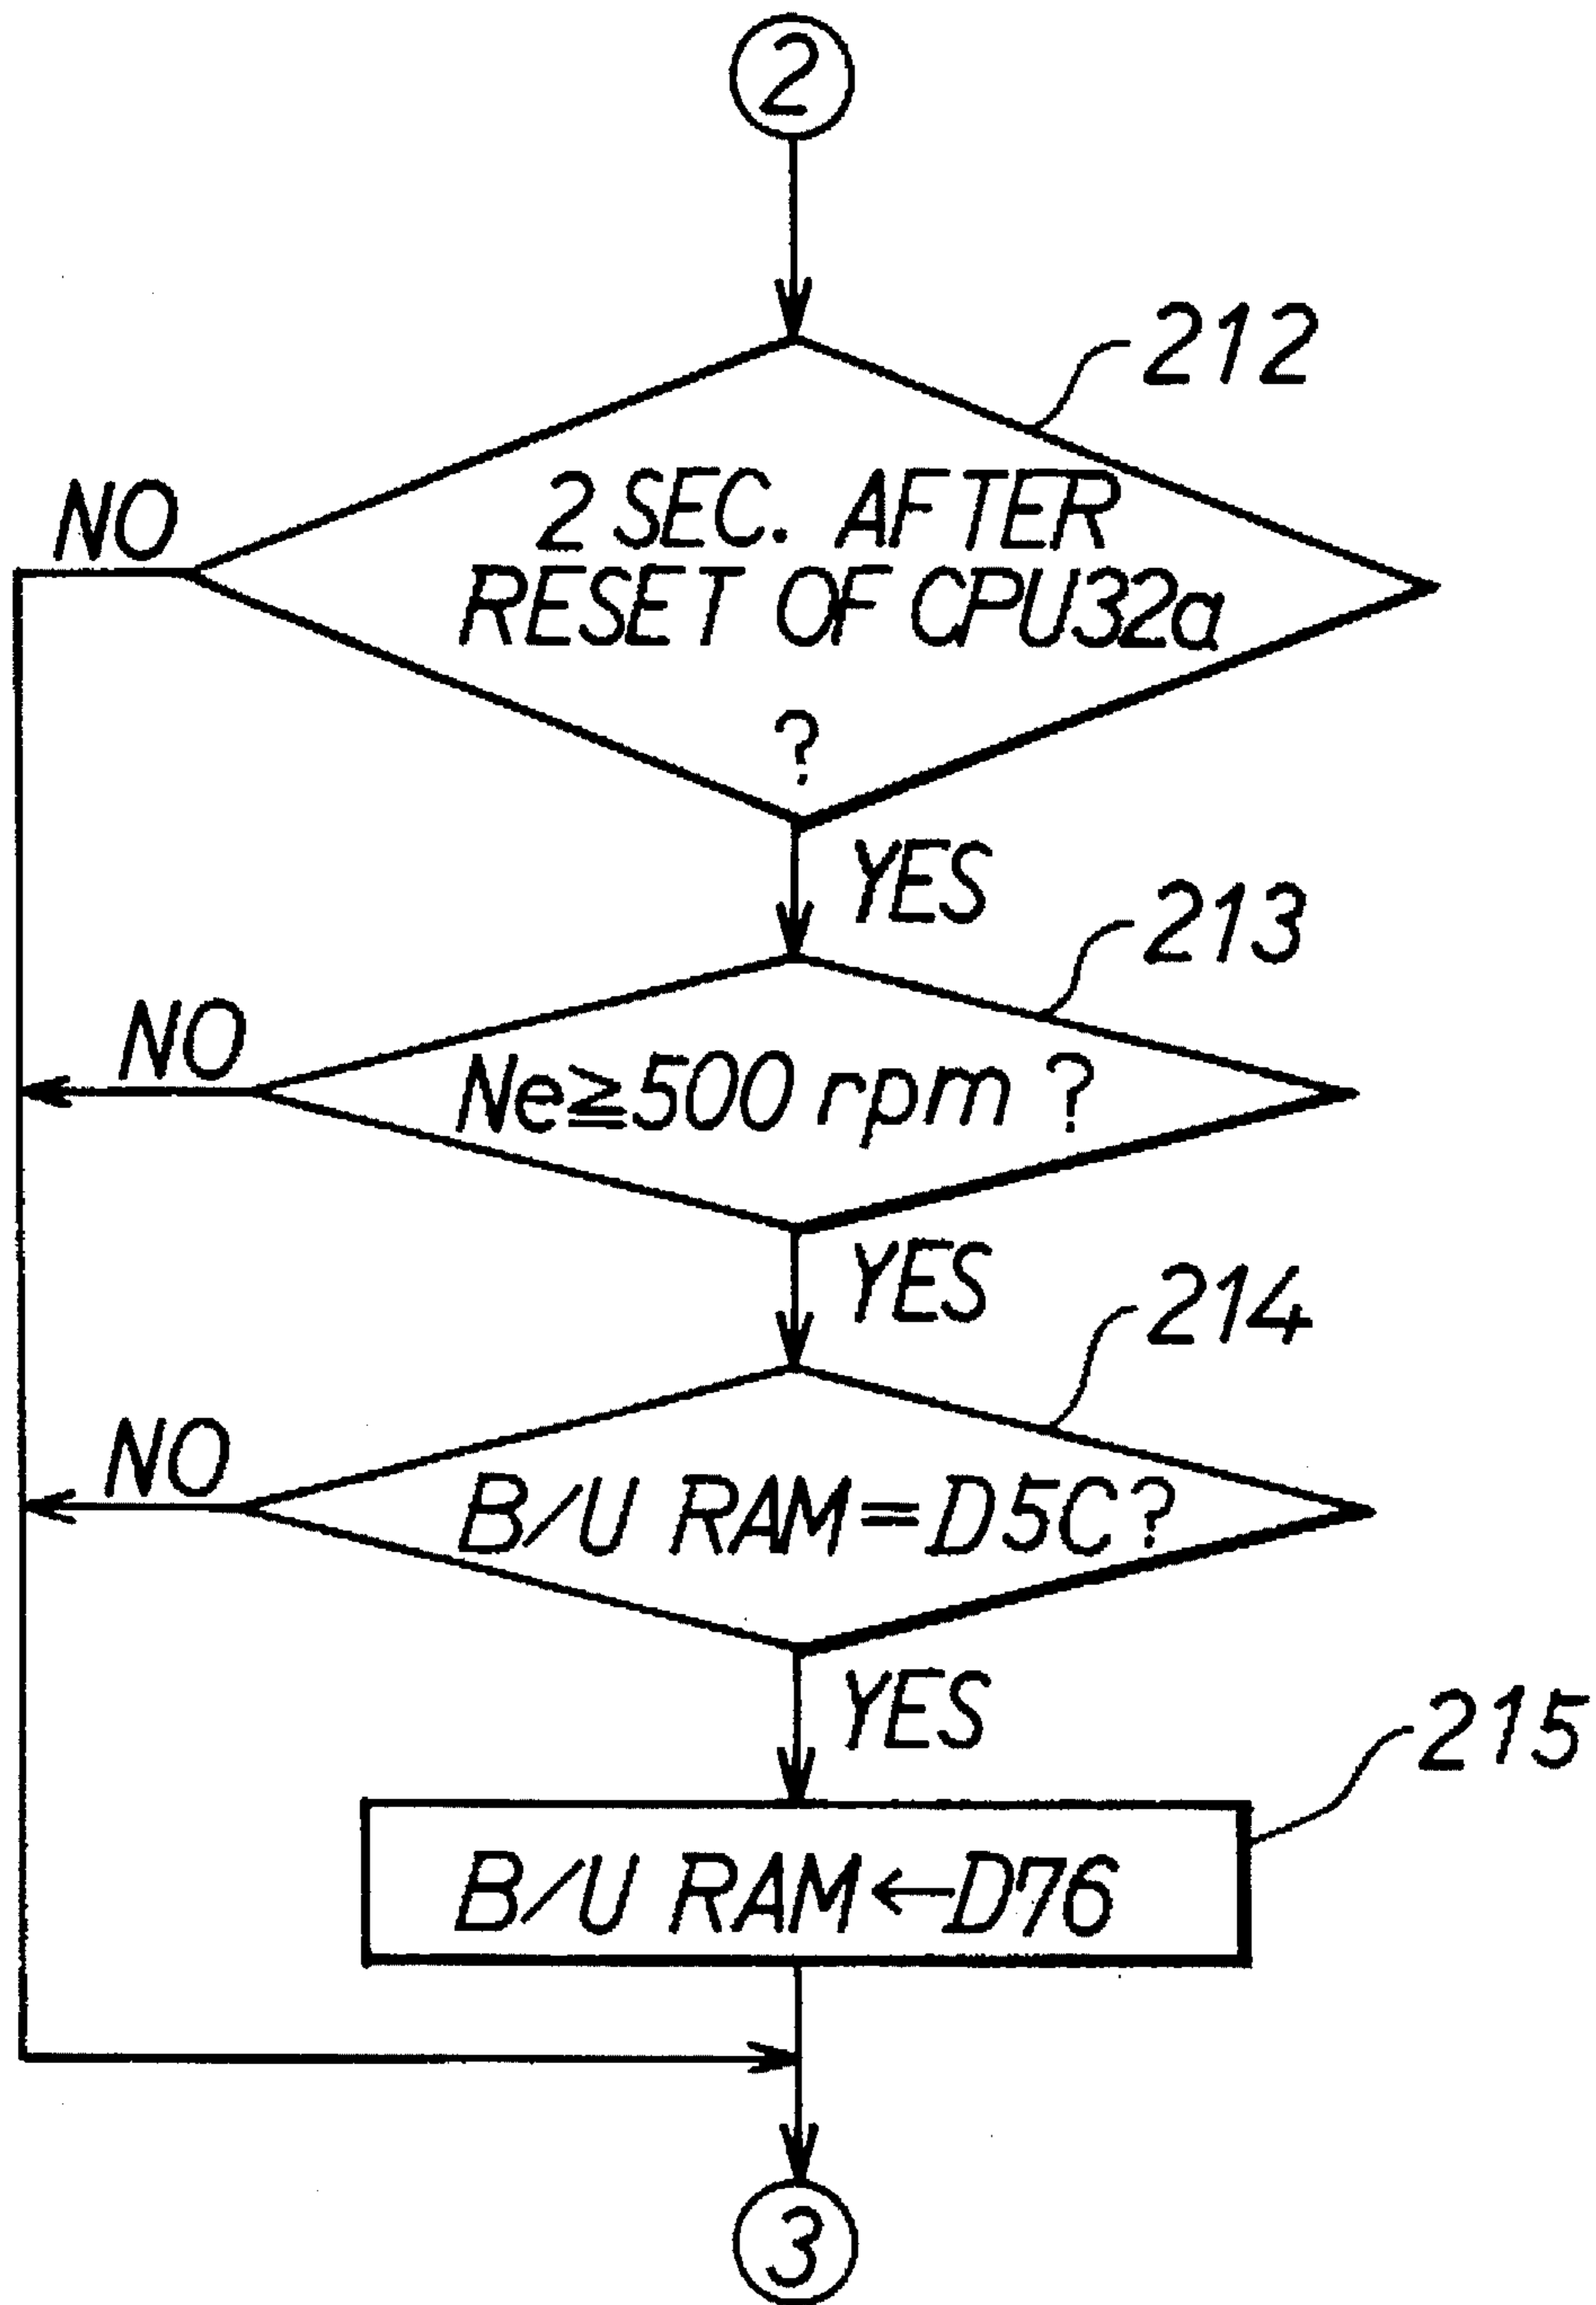 ②
212
NO
2 SEC. AFTER
RESET OF CPU32a
?
YES
213
NO
Ne≧500 rpm ?
YES
214
NO
B/U RAM=D5C?
YES
215
B/U RAM←D76
③